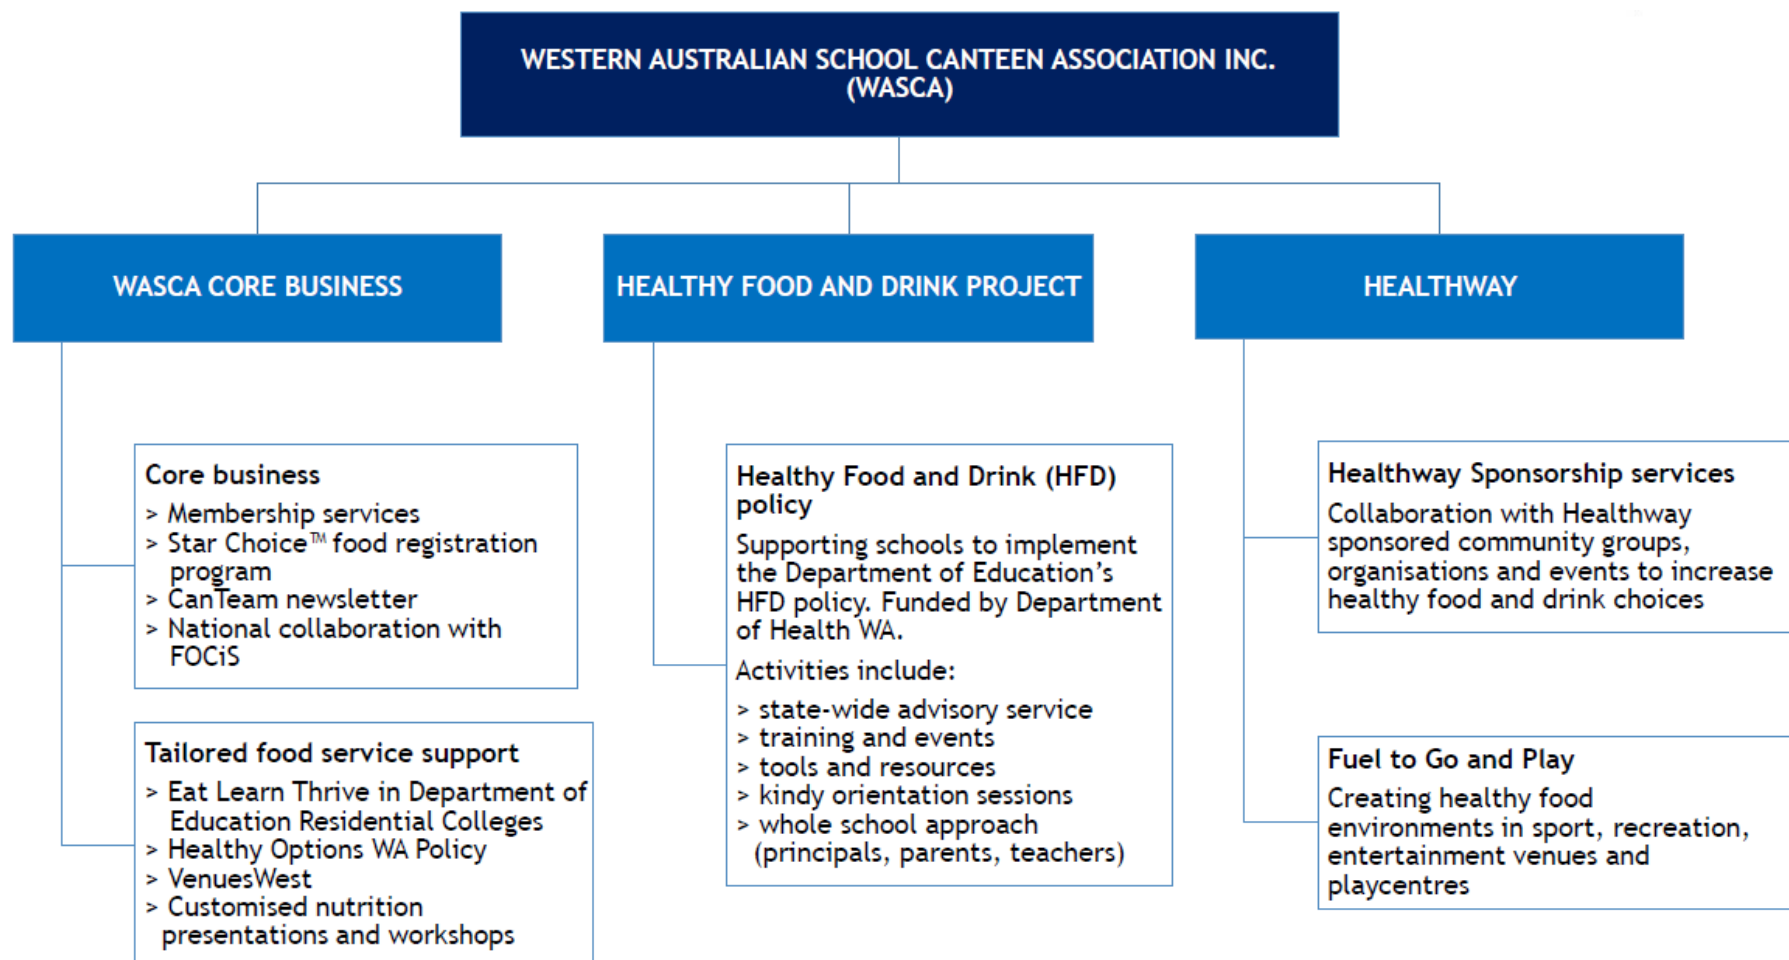 WESTERN AUSTRALIAN SCHOOL CANTEEN ASSOCIATION INC.
(WASCA)
WASCA CORE BUSINESS
HEALTHY FOOD AND DRINK PROJECT
HEALTHWAY
Core business
> Membership services
> Star Choice™ food registration
program
> CanTeam newsletter
> National collaboration with
FOCiS
Tailored food service support
> Eat Learn Thrive in Department of
Education Residential Colleges
> Healthy Options WA Policy
> VenuesWest
> Customised nutrition
presentations and workshops
Healthy Food and Drink (HFD)
policy
Supporting schools to implement
the Department of Education’s
HFD policy. Funded by Department
of Health WA.
Activities include:
> state-wide advisory service
> training and events
> tools and resources
> kindy orientation sessions
> whole school approach
(principals, parents, teachers)
Healthway Sponsorship services
Collaboration with Healthway
sponsored community groups,
organisations and events to increase
healthy food and drink choices
Fuel to Go and Play
Creating healthy food
environments in sport, recreation,
entertainment venues and
playcentres